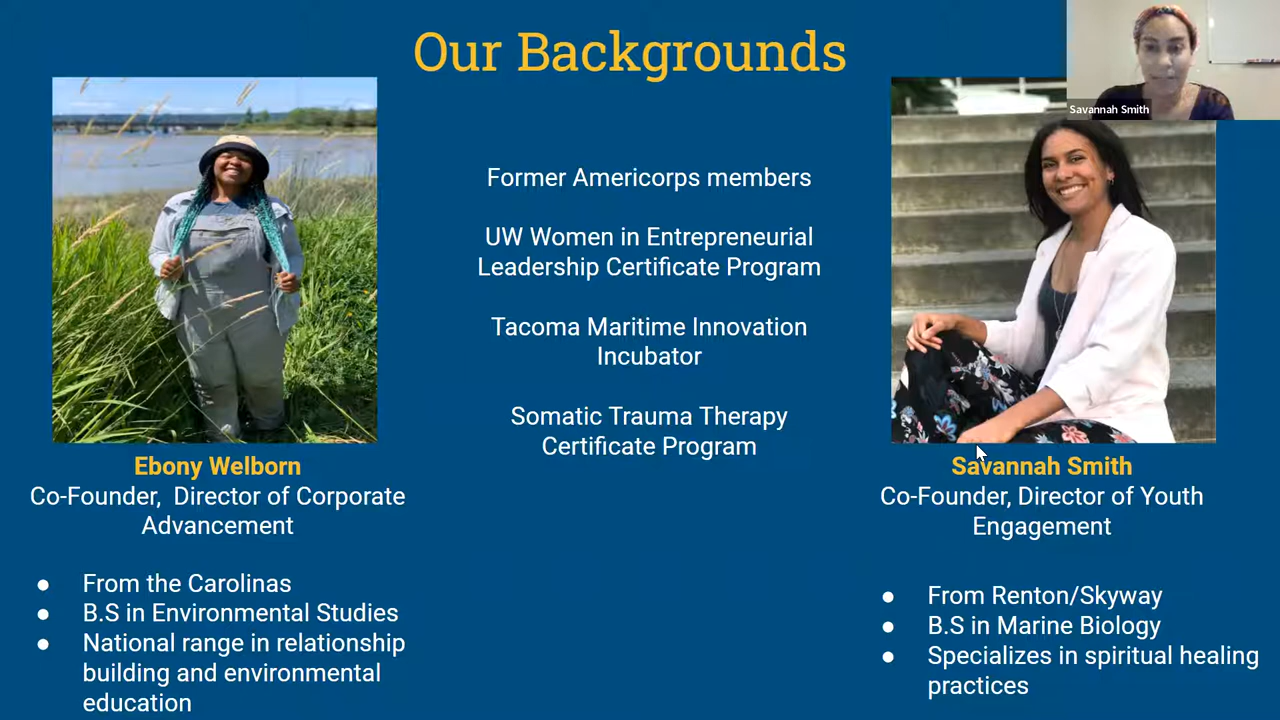 Our Backgrounds
Savannah Smith
Former Americorps members
UW Women in Entrepreneurial
Leadership Certificate Program
Tacoma Maritime Innovation
Incubator
Somatic Trauma Therapy
Certificate Program
Ebony Welborn
Co-Founder, Director of Corporate
Advancement
● From the Carolinas
● B.S in Environmental Studies
● National range in relationship
building and environmental
education
Savannah Smith
Co-Founder, Director of Youth
Engagement
● From Renton/Skyway
● B.S in Marine Biology
● Specializes in spiritual healing
practices